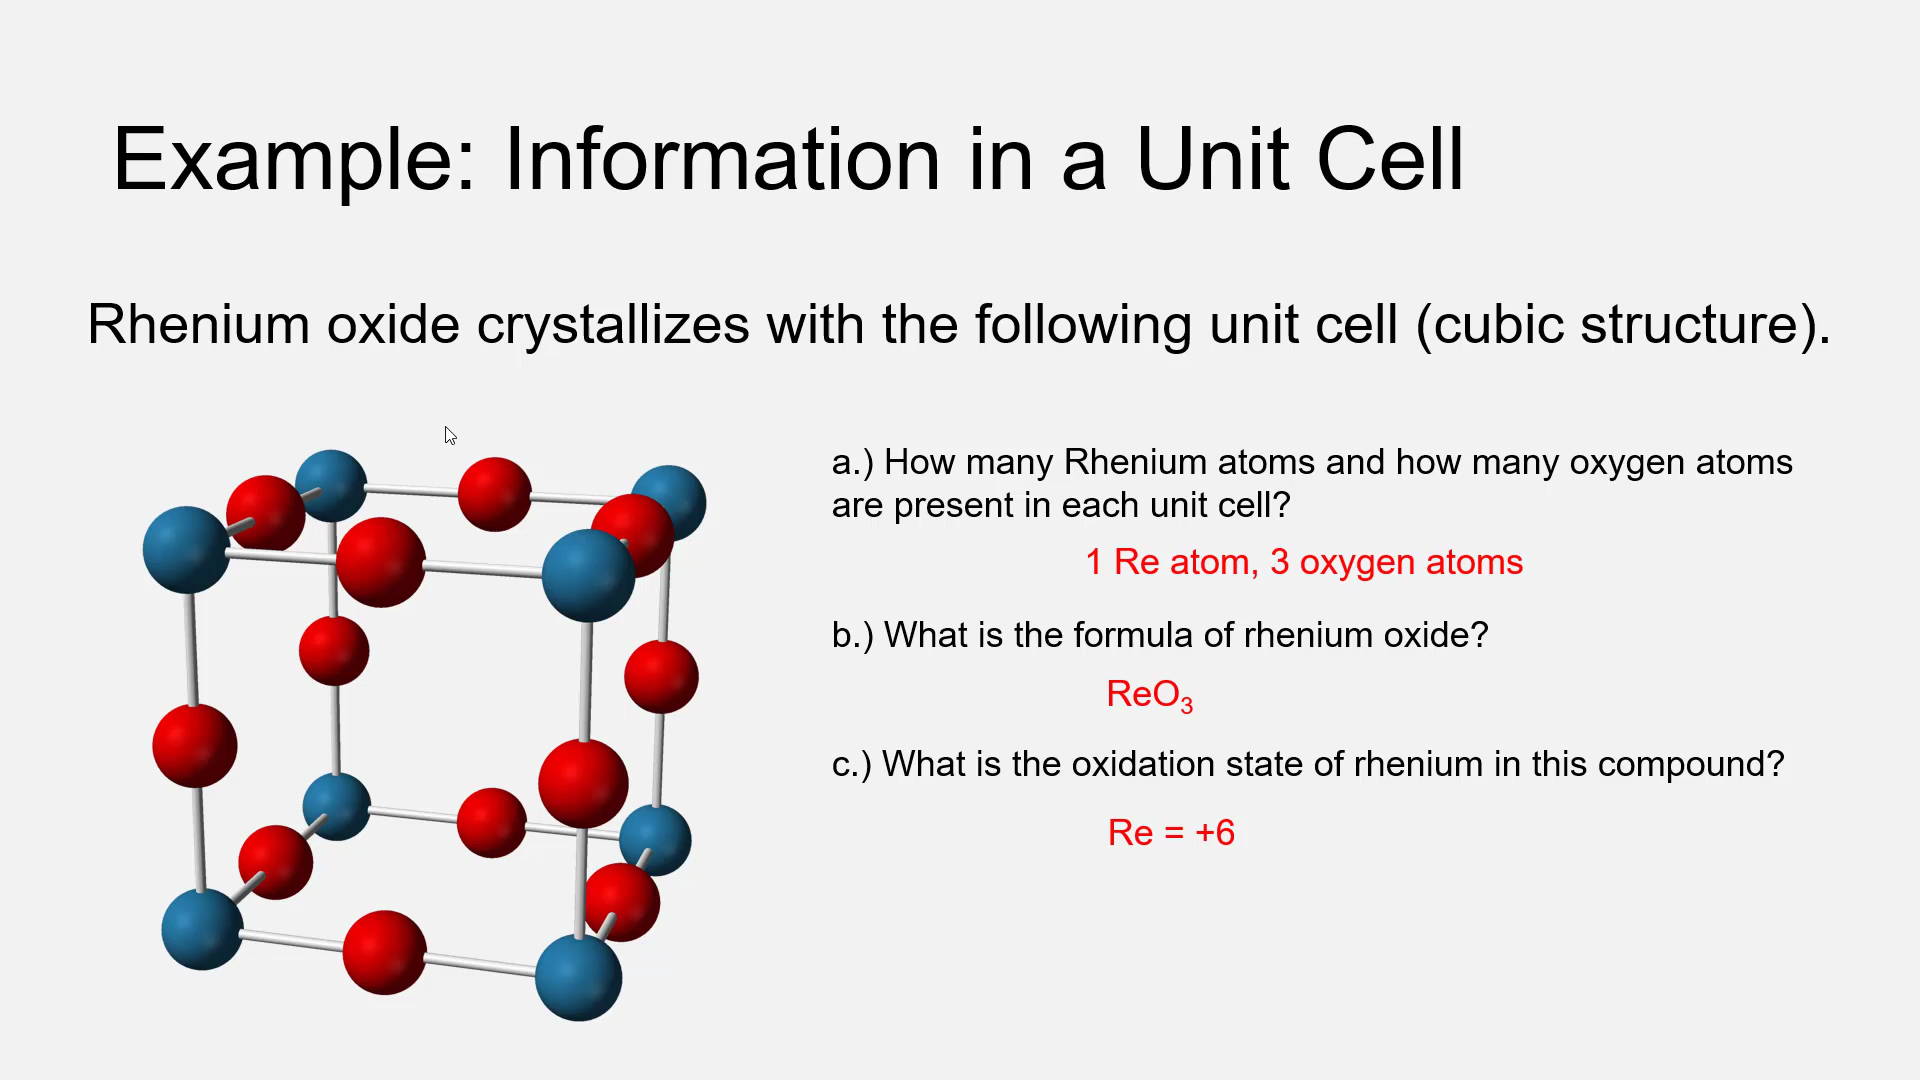 Example: Information in a Unit Cell
Rhenium oxide crystallizes with the following unit cell (cubic structure).
a.) How many Rhenium atoms and how many oxygen atoms
are present in each unit cell?
1 Re atom, 3 oxygen atoms
b.) What is the formula of rhenium oxide?
ReO₃
c.) What is the oxidation state of rhenium in this compound?
Re = +6